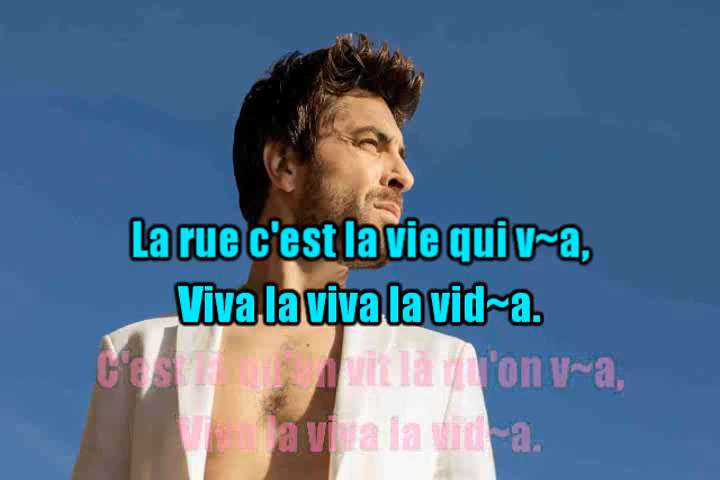 La rue c'est la vie qui v~a,
Viva la viva la vid~a.
C'est là qu'on vit là qu'on v~a,
Viva la viva la vid~a.